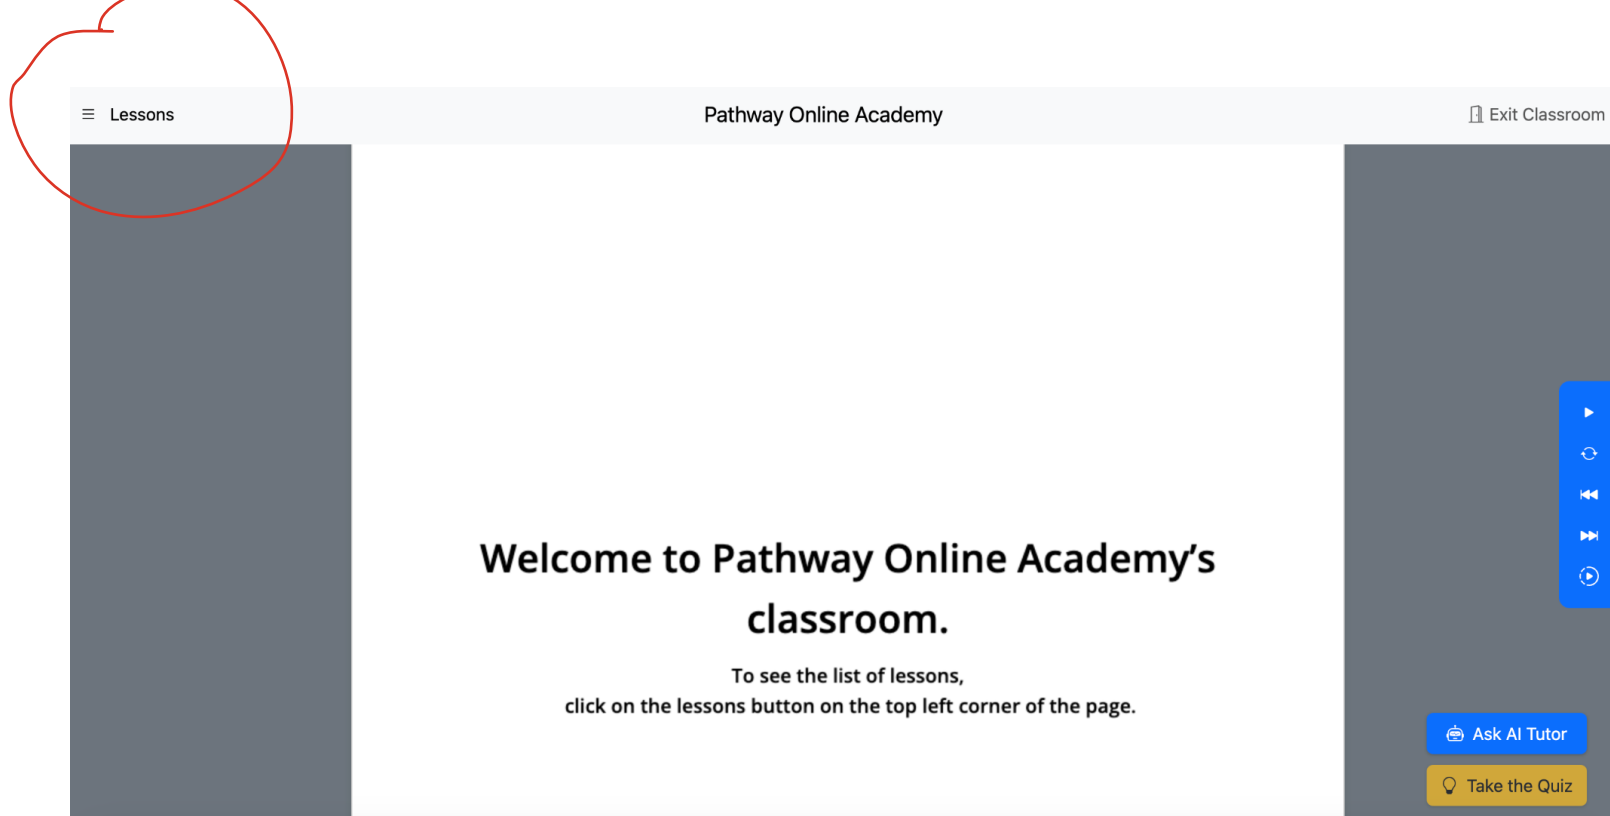 Lessons
Pathway Online Academy
Exit Classroom
Welcome to Pathway Online Academy’s
classroom.
To see the list of lessons,
click on the lessons button on the top left corner of the page.
Ask AI Tutor
Take the Quiz